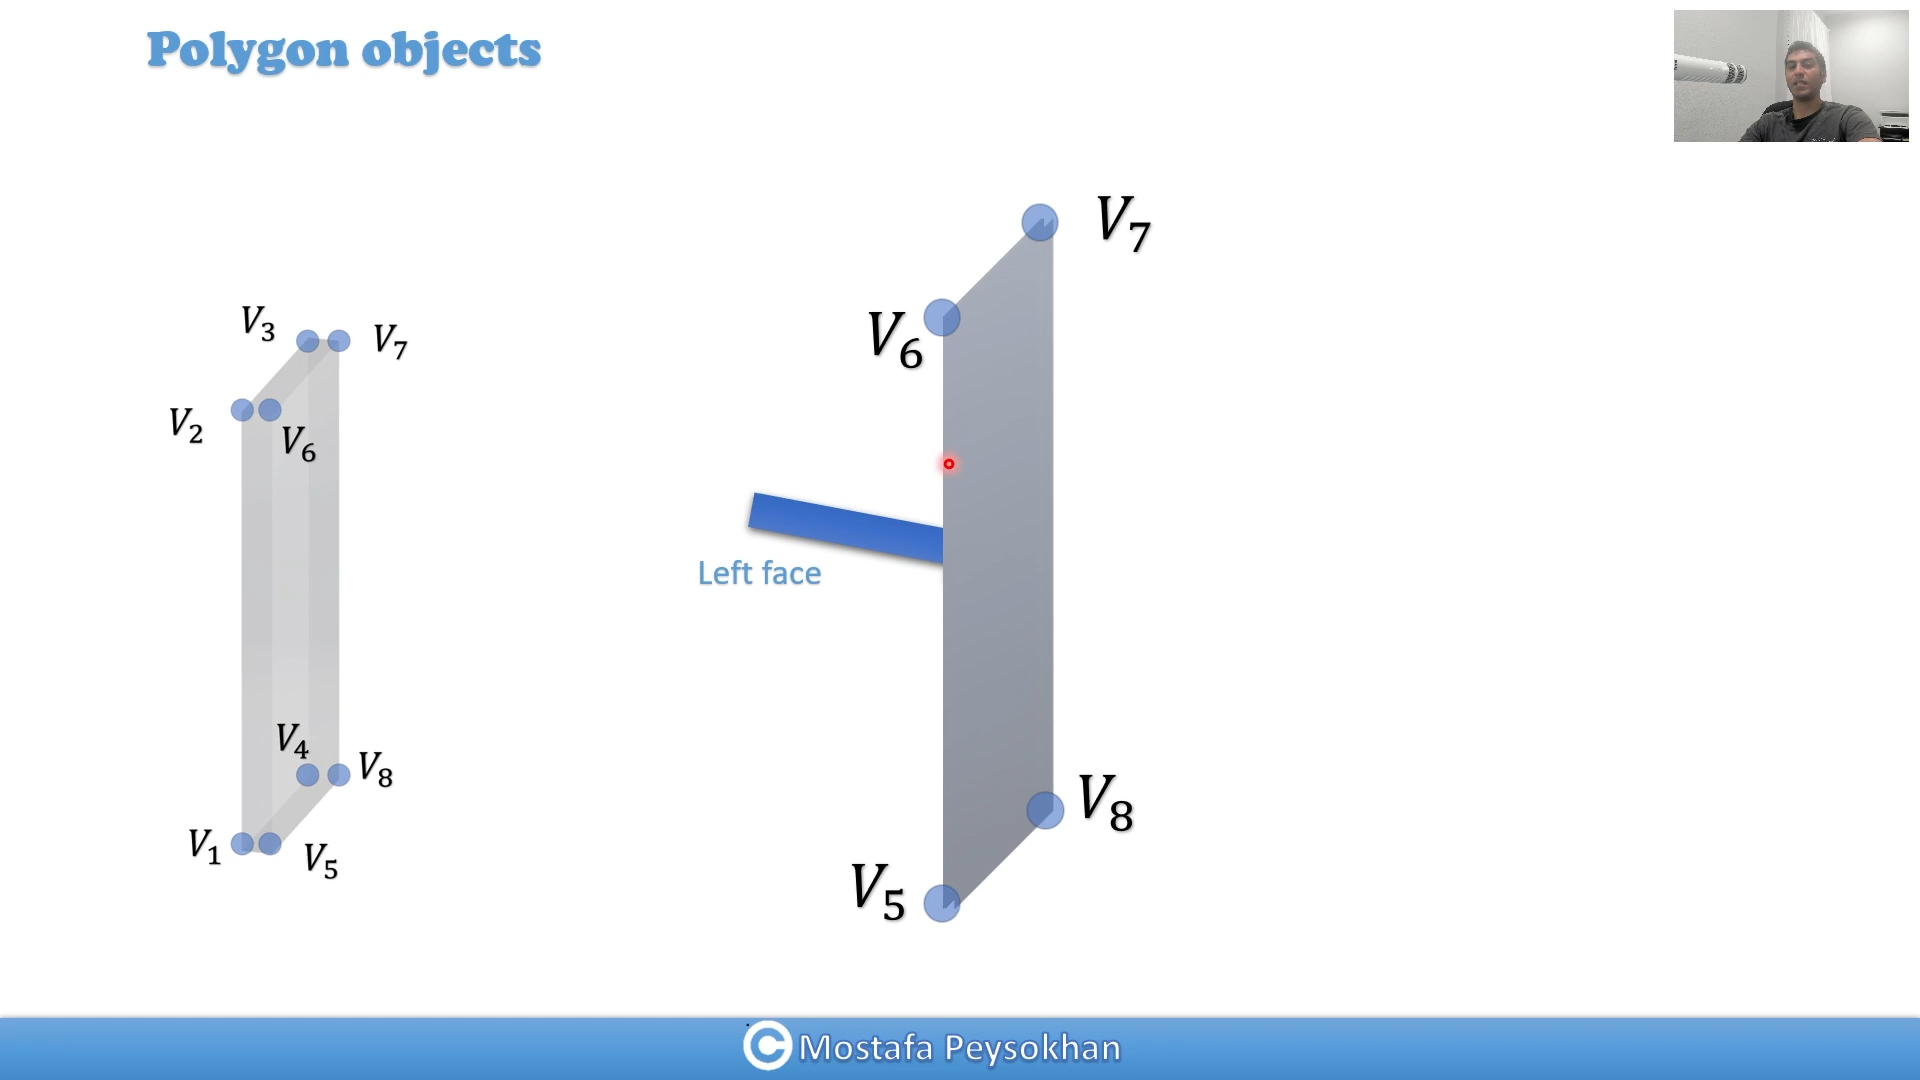 Polygon objects
V7
V3
V7
V6
V2
V6
Left face
V4
V8
V8
V1
V5
V5
© Mostafa Peysokhan